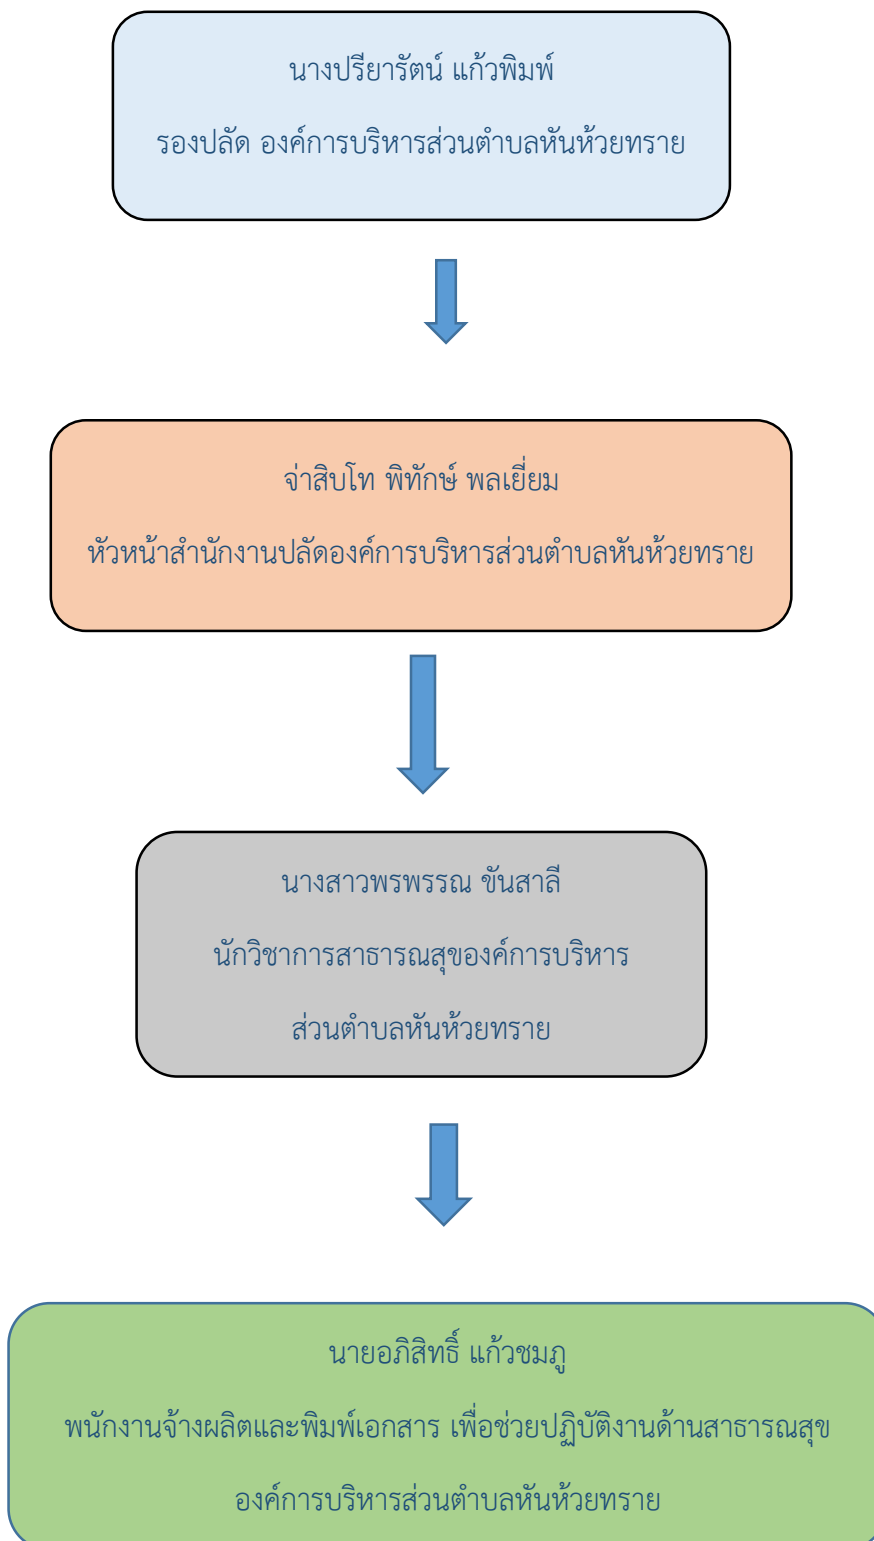 นางปรียารัตน์ แก้วพิมพ์
รองปลัด องค์การบริหารส่วนตำบลหันห้วยทราย
จ่าสิบโท พิทักษ์ พลเยี่ยม
หัวหน้าสำนักงานปลัดองค์การบริหารส่วนตำบลหันห้วยทราย
นางสาวพรพรรณ ขันสาลี
นักวิชาการสาธารณสุขององค์การบริหาร
ส่วนตำบลหันห้วยทราย
นายอภิสิทธิ์ แก้วชมภู
พนักงานจ้างผลิตและพิมพ์เอกสาร เพื่อช่วยปฏิบัติงานด้านสาธารณสุข
องค์การบริหารส่วนตำบลหันห้วยทราย